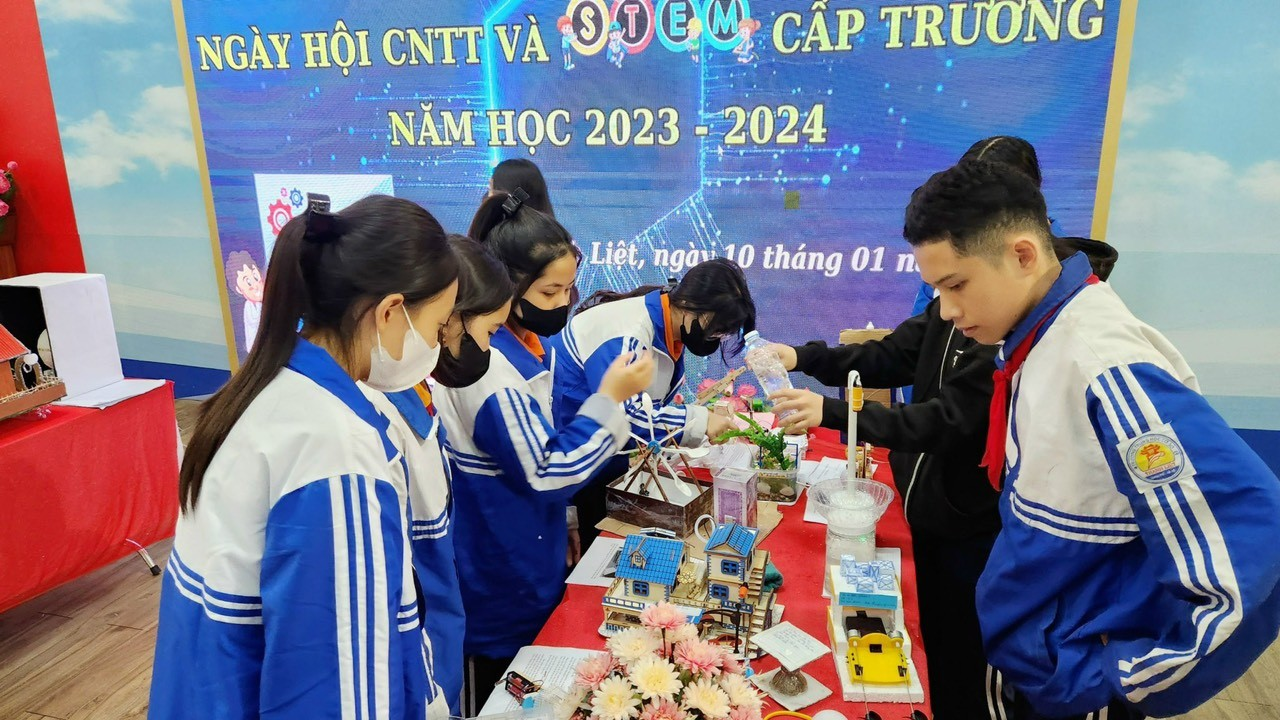 NGÀY HỘI CNTT VÀ STEM CẤP TRƯỜNG
NĂM HỌC 2023 - 2024
Liệt, ngày 10 tháng 01